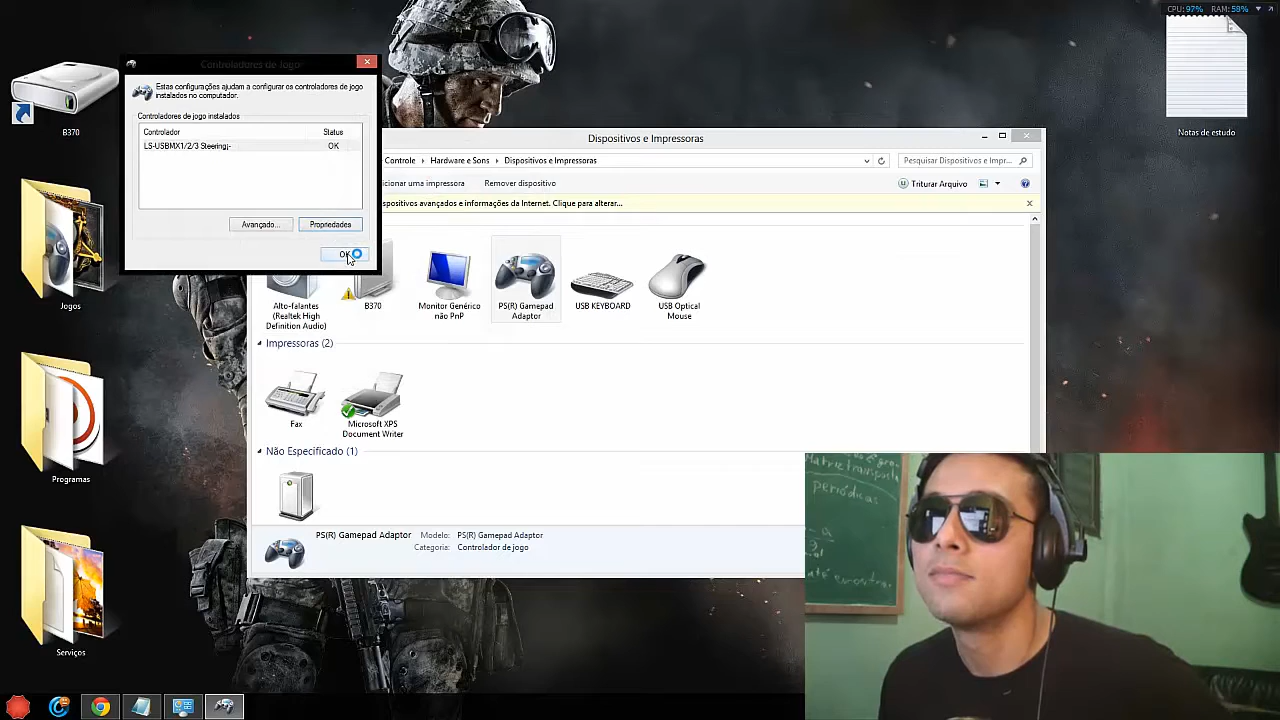 CPU: 97% RAM: 58%
B370
Jogos
Programas
Serviços
Notas de estudo
Controladores de Jogo
Estas configurações ajudam a configurar os controladores de jogo
instalados no computador.
Controladores de jogo instalados
Controlador Status
LS-USBMX1/2/3 Steering;- OK
Avançado... Propriedades
OK
Dispositivos e Impressoras
Controle Hardware e Sons Dispositivos e Impressoras
Pesquisar Dispositivos e Impr...
icionar uma impressora Remover dispositivo Triturar Arquivo
spositivos avançados e informações da Internet. Clique para alterar...
Alto-falantes
(Realtek High
Definition Audio)
B370
Monitor Genérico
não PnP
PS(R) Gamepad
Adaptor
USB KEYBOARD
USB Optical
Mouse
Impressoras (2)
Fax
Microsoft XPS
Document Writer
Não Especificado (1)
PS(R) Gamepad Adaptor Modelo: PS(R) Gamepad Adaptor
Categoria: Controlador de jogo
Matriz transposta
periódicas